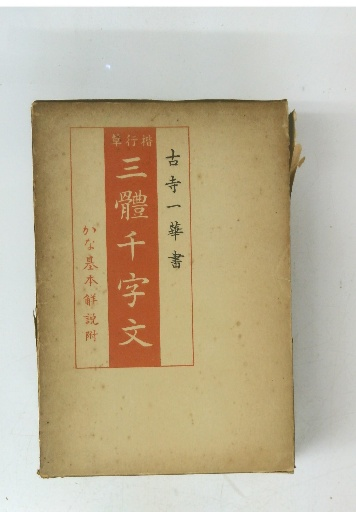 古寺一華書
楷行草
三體千字文
かな基本解説附